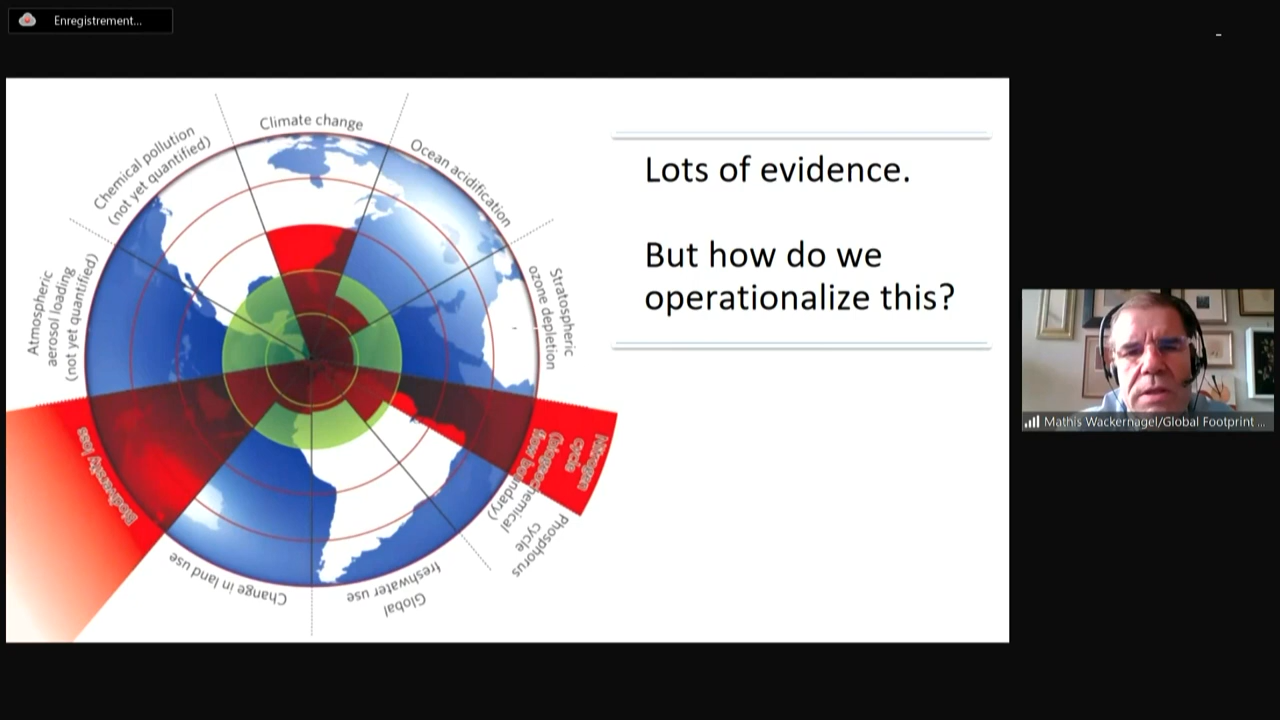 Enregistrement...
Climate change
Ocean acidification
Stratospheric
ozone depletion
Nitrogen
cycle
(biogeochemical
flow boundary)
Phosphorus
cycle
Global
freshwater use
Change in land use
Biodiversity loss
Atmospheric
aerosol loading
(not yet quantified)
Chemical pollution
(not yet quantified)
Lots of evidence.
But how do we
operationalize this?
Mathis Wackernagel/Global Footprint ...